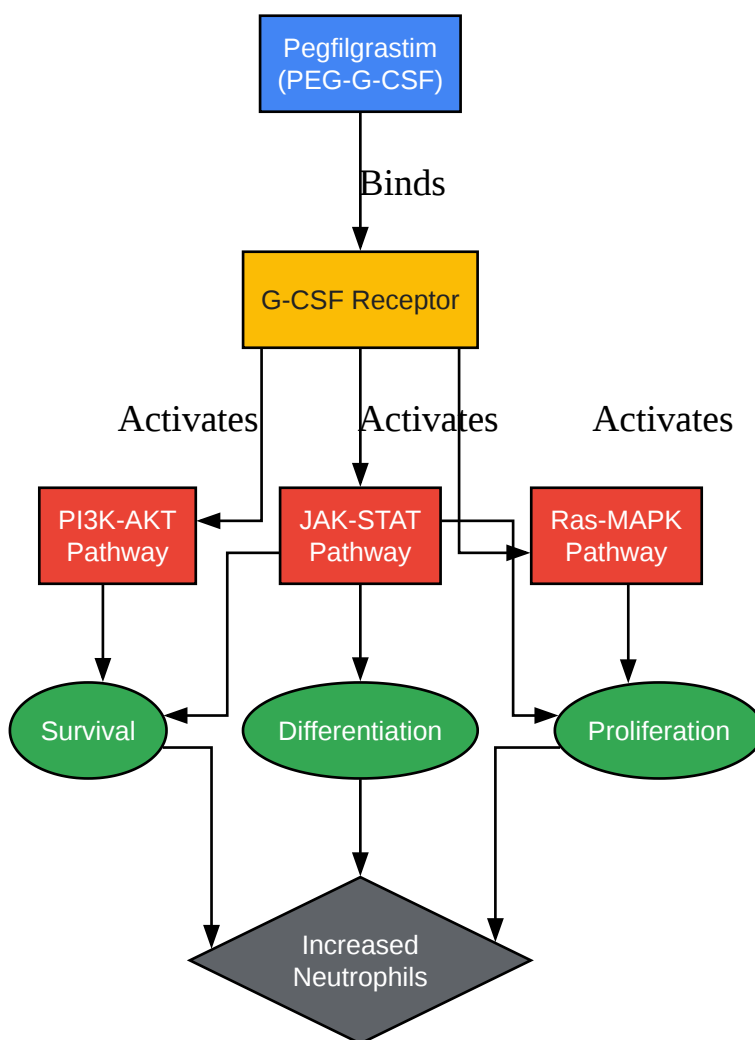 Pegfilgrastim
(PEG-G-CSF)
Binds
G-CSF Receptor
Activates
Activates
Activates
PI3K-AKT
Pathway
JAK-STAT
Pathway
Ras-MAPK
Pathway
Survival
Differentiation
Proliferation
Increased
Neutrophils